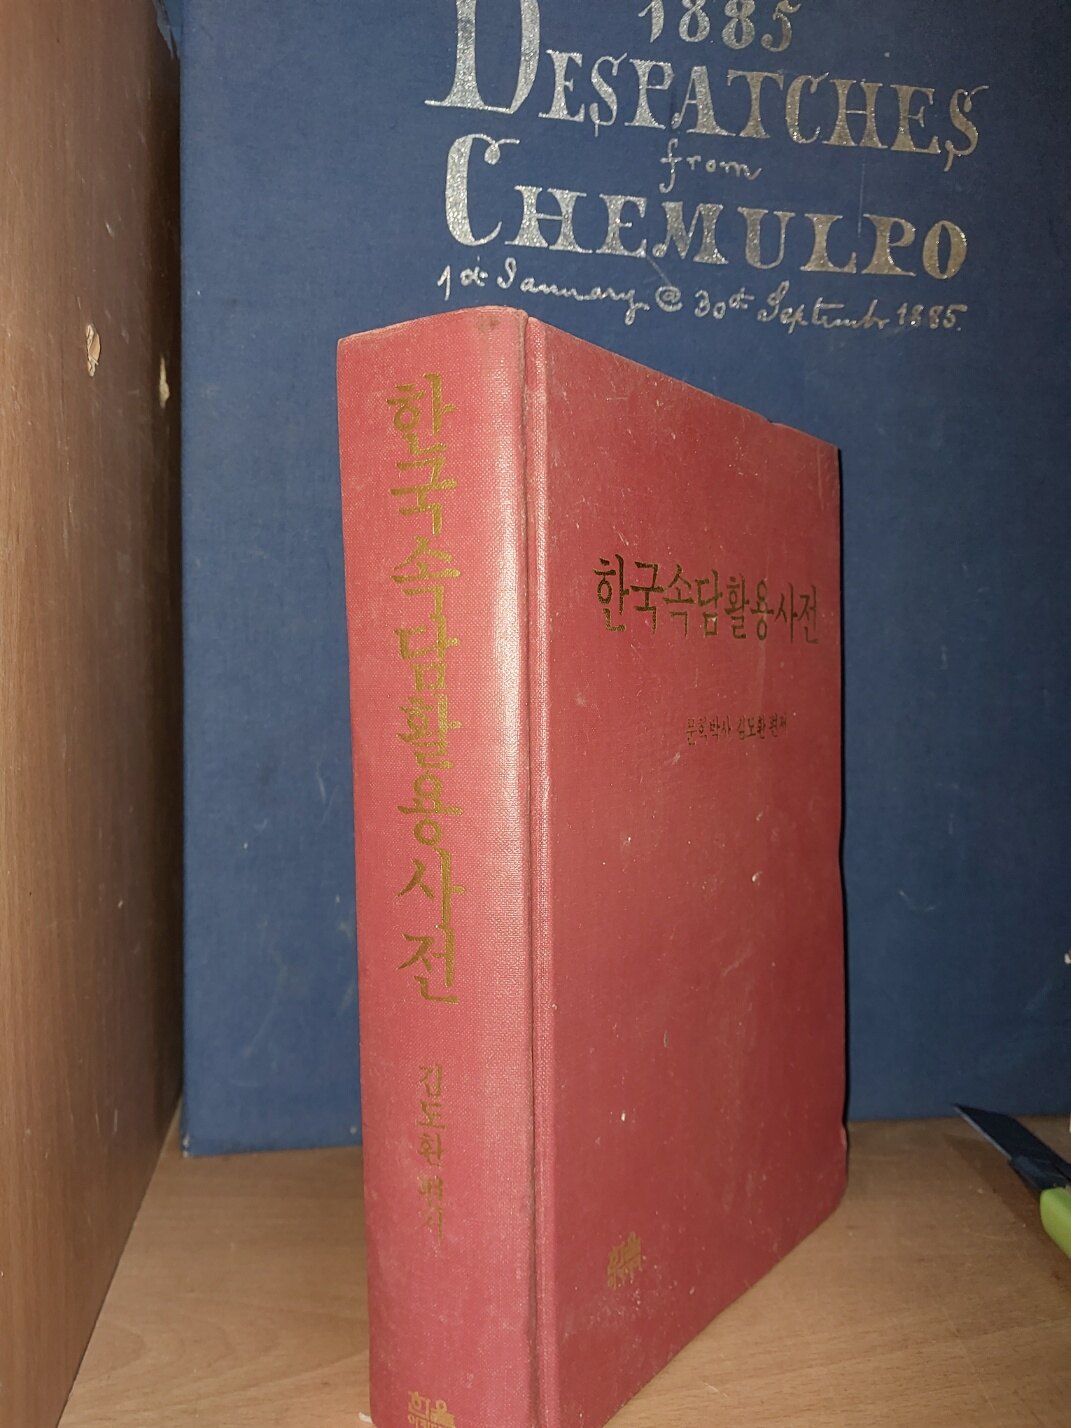 1885
DESPATCHES
from
CHEMULPO
1st January @ 30th September 1885.
한국속담활용사전
김도환 편저
한국속담활용사전
문학박사 김도환 편저
한울